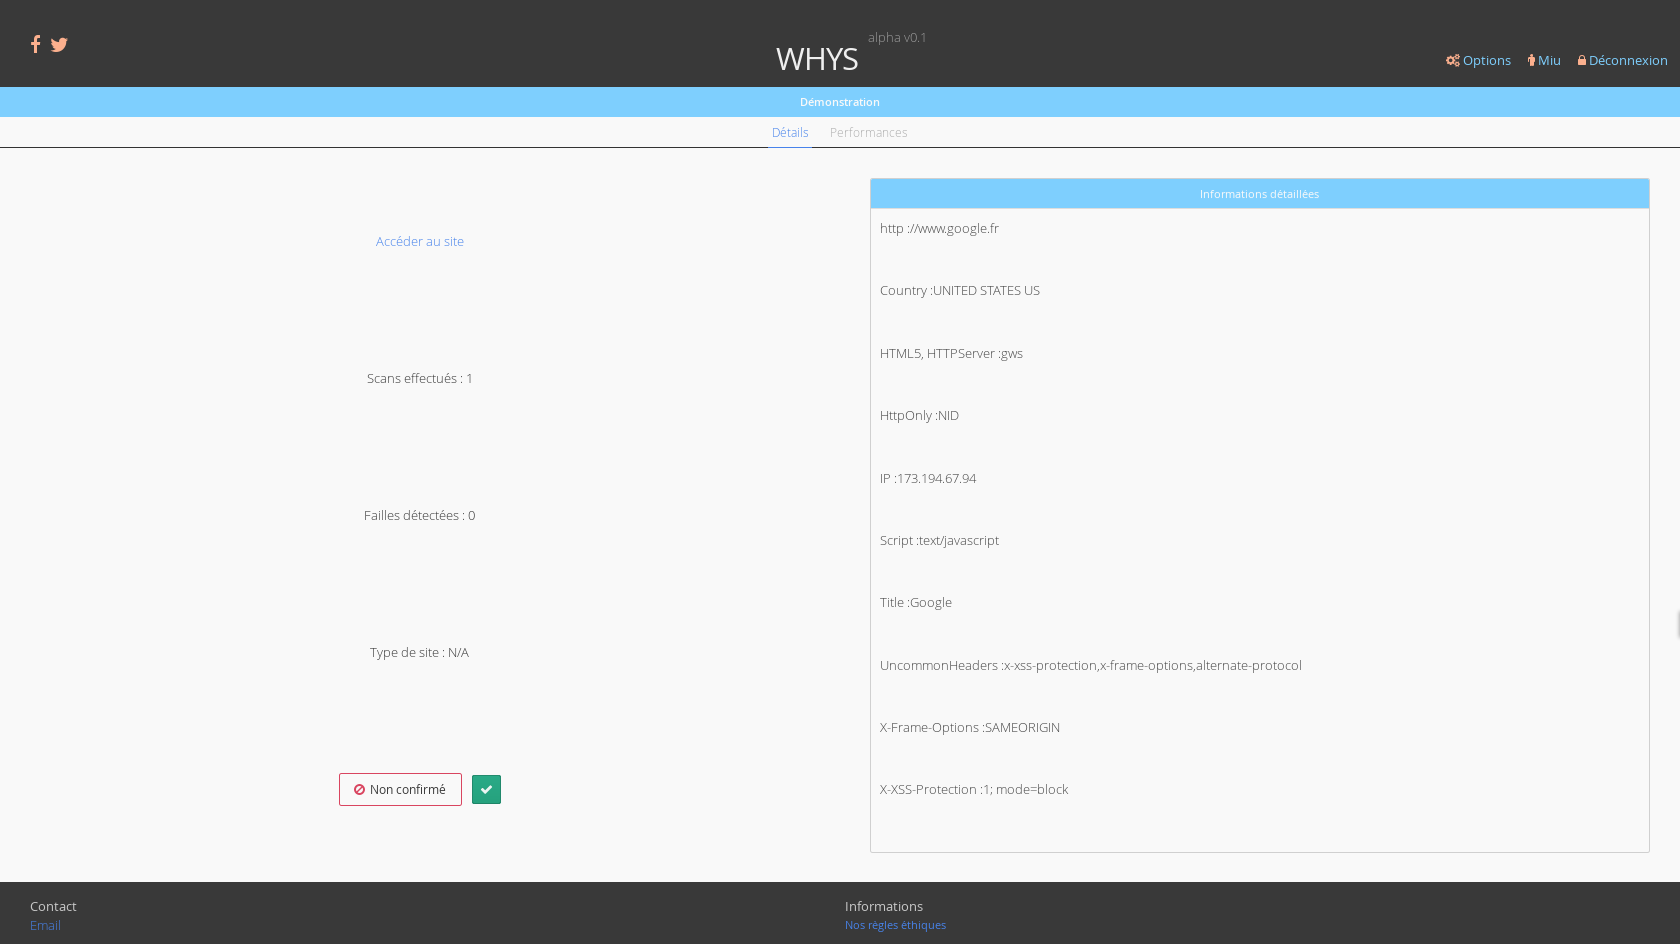 WHYS alpha v0.1
Options Miu Déconnexion
Démonstration
Détails Performances
Accéder au site
Scans effectués : 1
Failles détectées : 0
Type de site : N/A
Non confirmé
Informations détaillées
http ://www.google.fr
Country :UNITED STATES US
HTML5, HTTPServer :gws
HttpOnly :NID
IP :173.194.67.94
Script :text/javascript
Title :Google
UncommonHeaders :x-xss-protection,x-frame-options,alternate-protocol
X-Frame-Options :SAMEORIGIN
X-XSS-Protection :1; mode=block
Contact
Email
Informations
Nos règles éthiques